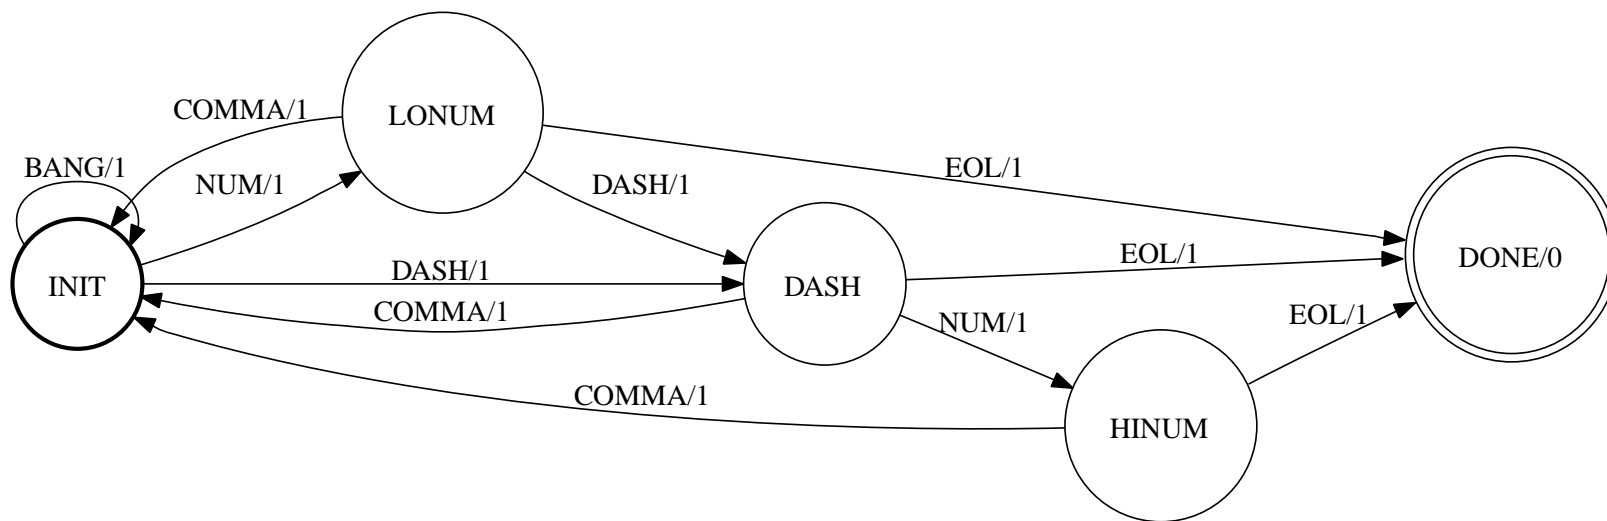 COMMA/1
LONUM
BANG/1
NUM/1
DASH/1
EOL/1
INIT
DASH/1
COMMA/1
DASH
EOL/1
DONE/0
NUM/1
EOL/1
COMMA/1
HINUM